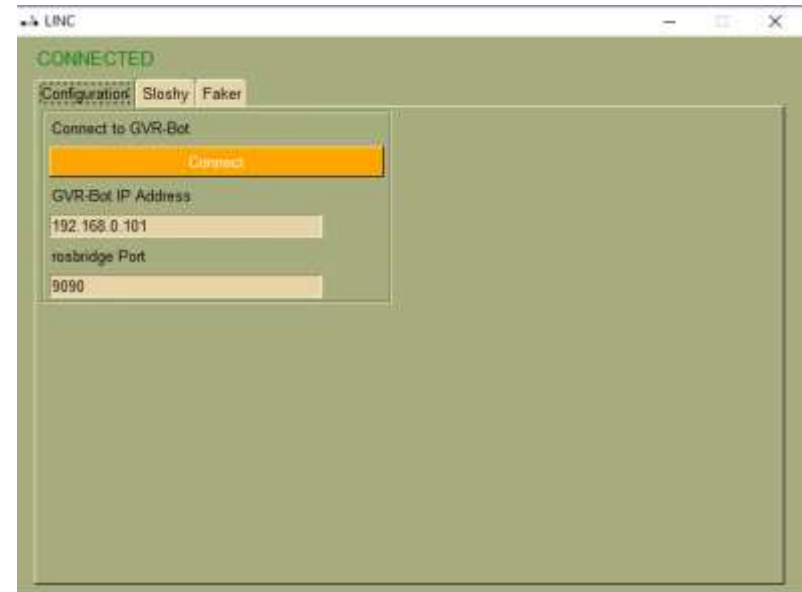 LINC
CONNECTED
Configuration Sloshy Faker
Connect to GVR-Bot
Connect
GVR-Bot IP Address
192.168.0.101
rosbridge Port
9090